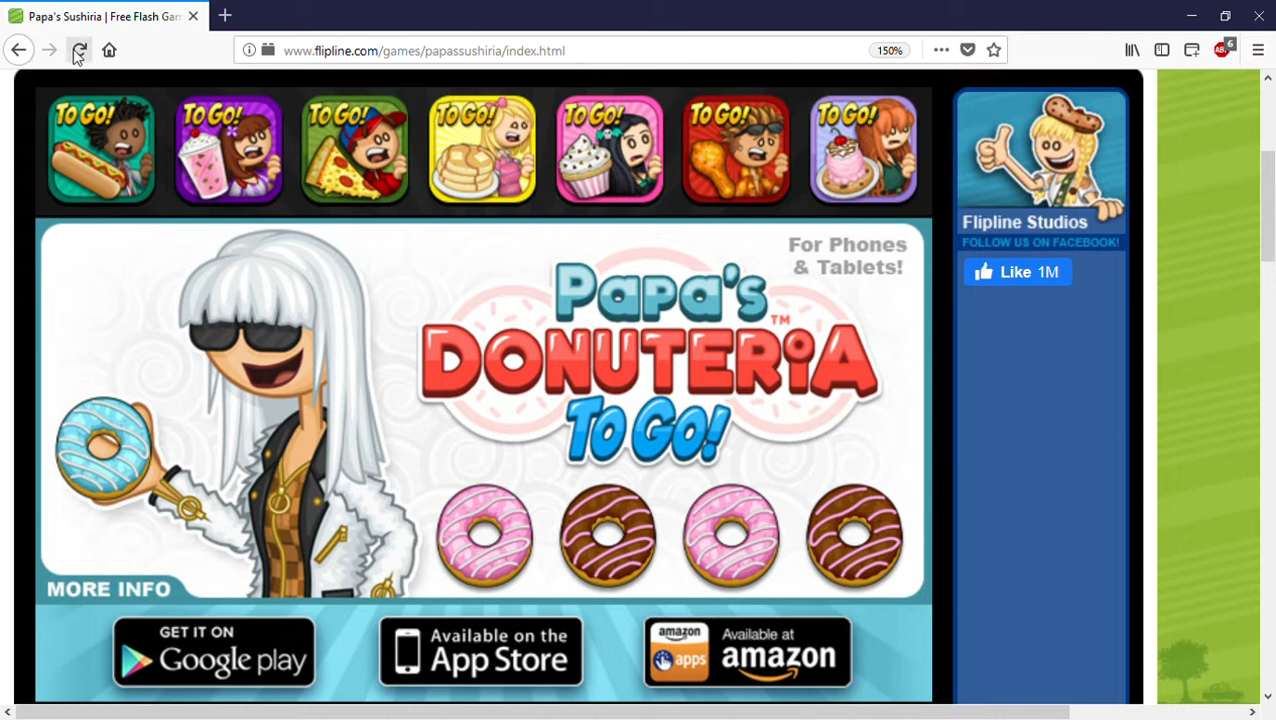 Papa's Sushiria | Free Flash Gam
www.flipline.com/games/papassushiria/index.html
150%
ABP
6
TO GO! TO GO! TO GO! TO GO! TO GO! TO GO! TO GO!
For Phones
& Tablets!
Papa's
DONUTERIA
TM
To Go!
MORE INFO
GET IT ON
Google play
Available on the
App Store
amazon
apps
Available at
amazon
Flipline Studios
FOLLOW US ON FACEBOOK!
Like 1M